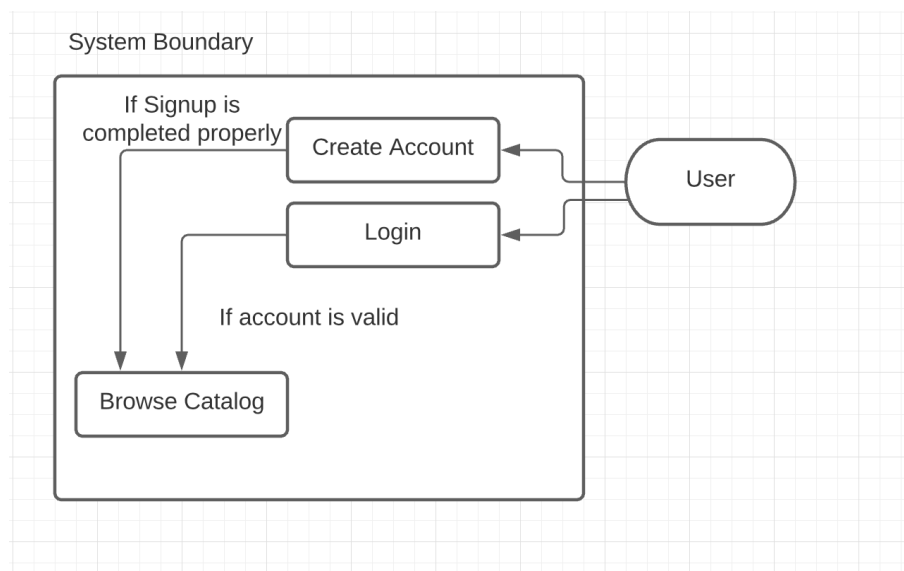 System Boundary
If Signup is
completed properly
Create Account
User
Login
If account is valid
Browse Catalog